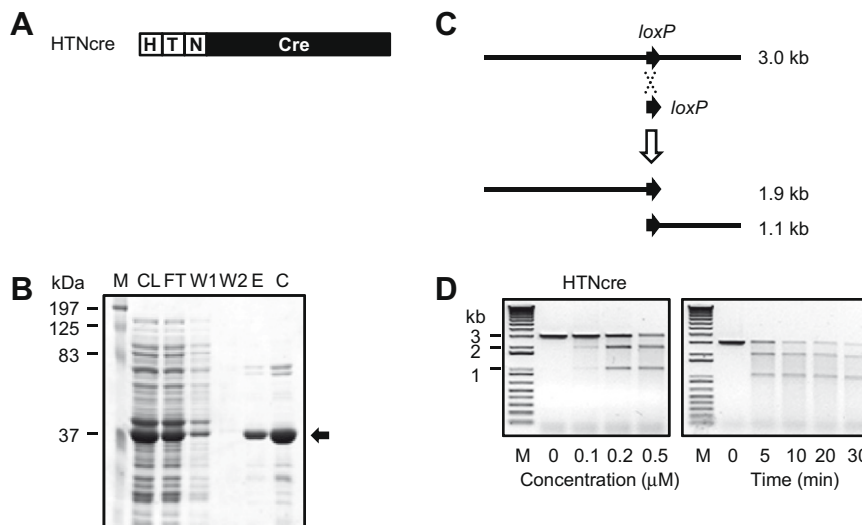 A
HTNcre H T N Cre
B
kDa M CL FT W1 W2 E C
197
125
83
37
C
loxP
3.0 kb
loxP
1.9 kb
1.1 kb
D
HTNcre
kb
3
2
1
M 0 0.1 0.2 0.5
Concentration (μM)
M 0 5 10 20 30
Time (min)